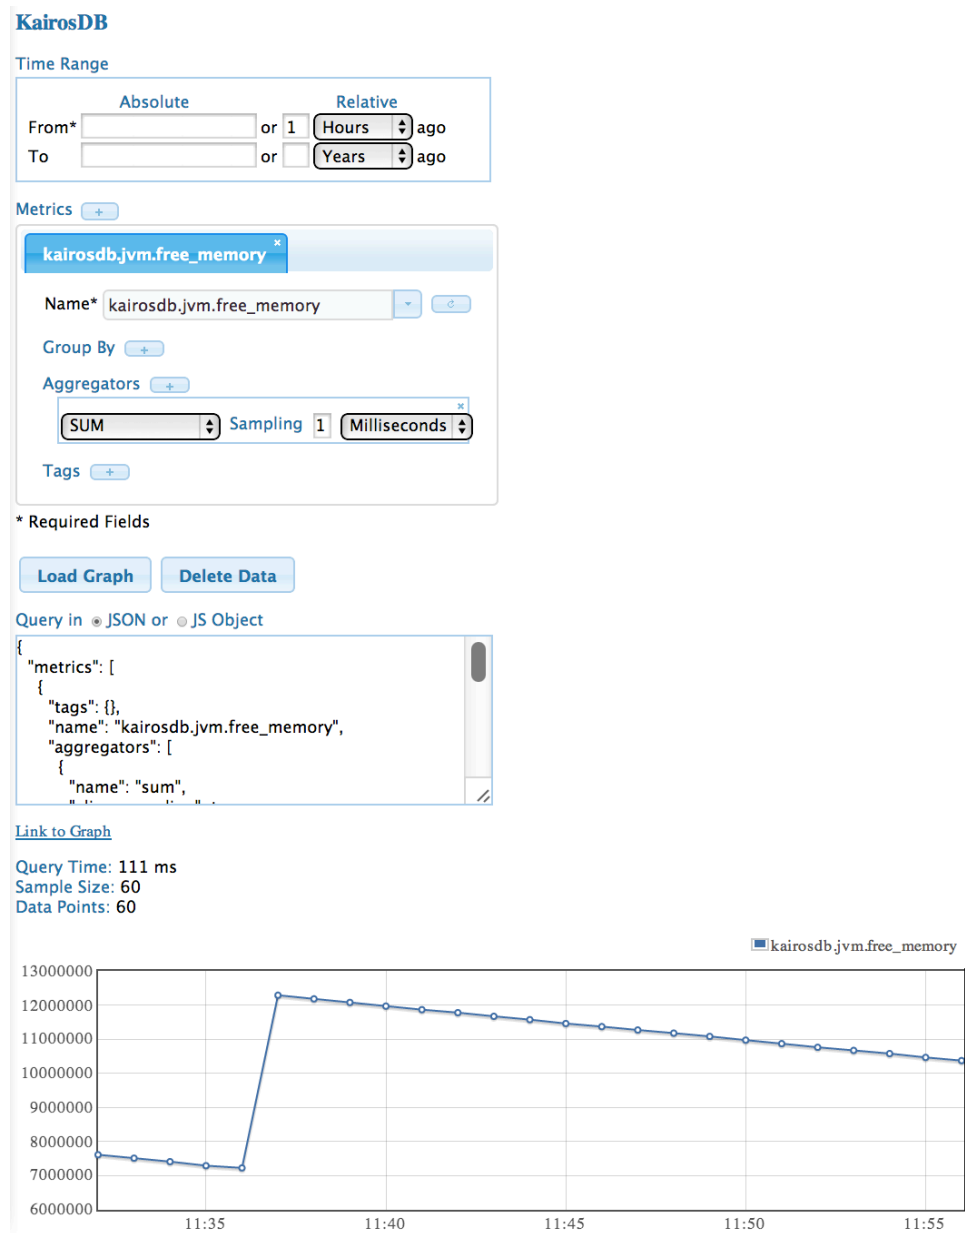 KairosDB
Time Range
Absolute Relative
From* or 1 Hours ago
To or Years ago
Metrics +
kairosdb.jvm.free_memory ×
Name* kairosdb.jvm.free_memory
Group By +
Aggregators +
×
SUM Sampling 1 Milliseconds
Tags +
* Required Fields
Load Graph Delete Data
Query in JSON or JS Object
{
"metrics": [
{
"tags": {},
"name": "kairosdb.jvm.free_memory",
"aggregators": [
{
"name": "sum",
Link to Graph
Query Time: 111 ms
Sample Size: 60
Data Points: 60
kairosdb.jvm.free_memory
13000000
12000000
11000000
10000000
9000000
8000000
7000000
6000000
11:35 11:40 11:45 11:50 11:55